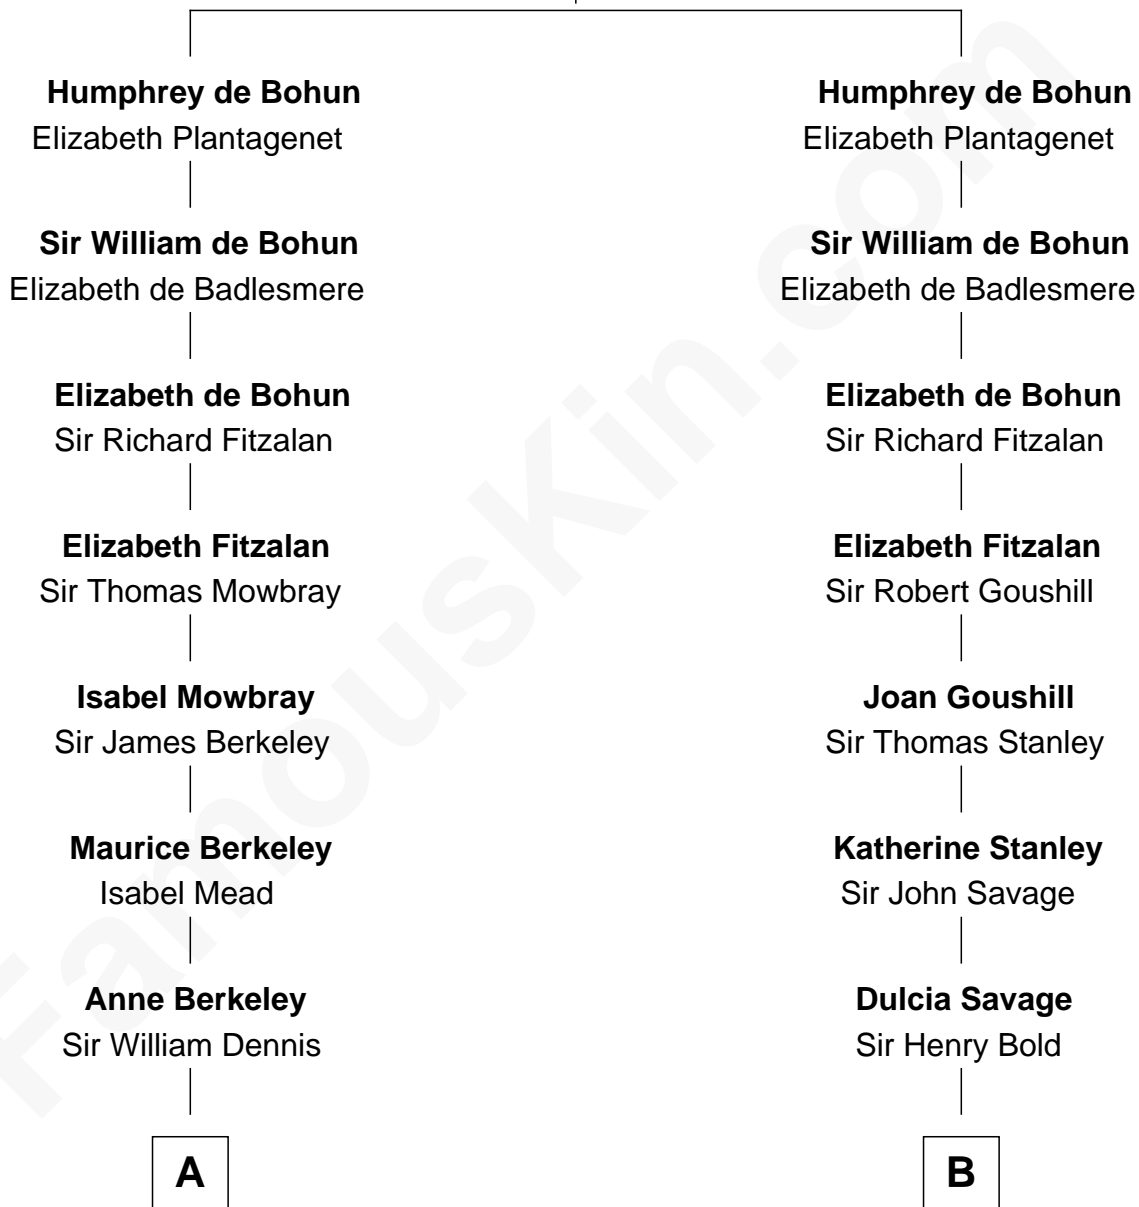 Humphrey de Bohun
Elizabeth Plantagenet
Sir William de Bohun
Elizabeth de Badlesmere
Elizabeth de Bohun
Sir Richard Fitzalan
Elizabeth Fitzalan
Sir Thomas Mowbray
Isabel Mowbray
Sir James Berkeley
Maurice Berkeley
Isabel Mead
Anne Berkeley
Sir William Dennis
A
Humphrey de Bohun
Elizabeth Plantagenet
Sir William de Bohun
Elizabeth de Badlesmere
Elizabeth de Bohun
Sir Richard Fitzalan
Elizabeth Fitzalan
Sir Robert Goushill
Joan Goushill
Sir Thomas Stanley
Katherine Stanley
Sir John Savage
Dulcia Savage
Sir Henry Bold
B
FamousKin.com